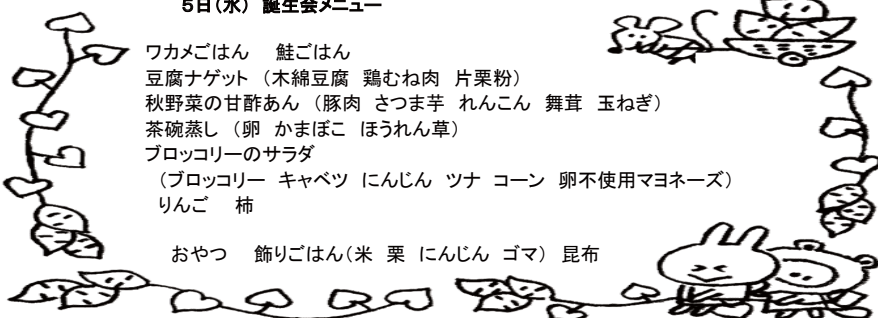 ５日（水） 誕生会メニュー
ワカメごはん　鮭ごはん
豆腐ナゲット　（木綿豆腐　鶏むね肉　片栗粉）
秋野菜の甘酢あん　（豚肉　さつま芋　れんこん　舞茸　玉ねぎ）
茶碗蒸し　（卵　かまぼこ　ほうれん草）
ブロッコリーのサラダ
（ブロッコリー　キャベツ　にんじん　ツナ　コーン　卵不使用マヨネーズ）
りんご　柿
おやつ　飾りごはん（米　栗　にんじん　ゴマ）　昆布